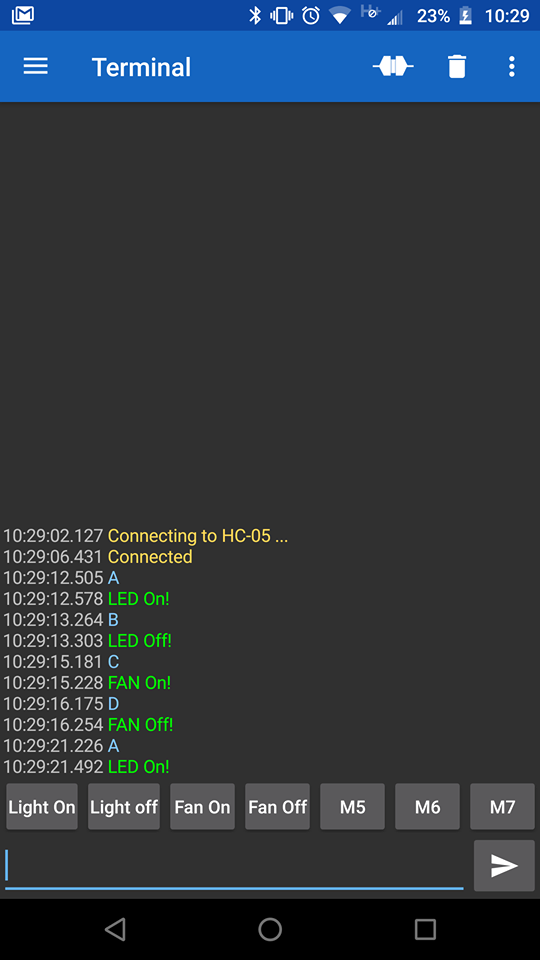 23% 10:29
Terminal
10:29:02.127 Connecting to HC-05 ...
10:29:06.431 Connected
10:29:12.505 A
10:29:12.578 LED On!
10:29:13.264 B
10:29:13.303 LED Off!
10:29:15.181 C
10:29:15.228 FAN On!
10:29:16.175 D
10:29:16.254 FAN Off!
10:29:21.226 A
10:29:21.492 LED On!
Light On Light off Fan On Fan Off M5 M6 M7